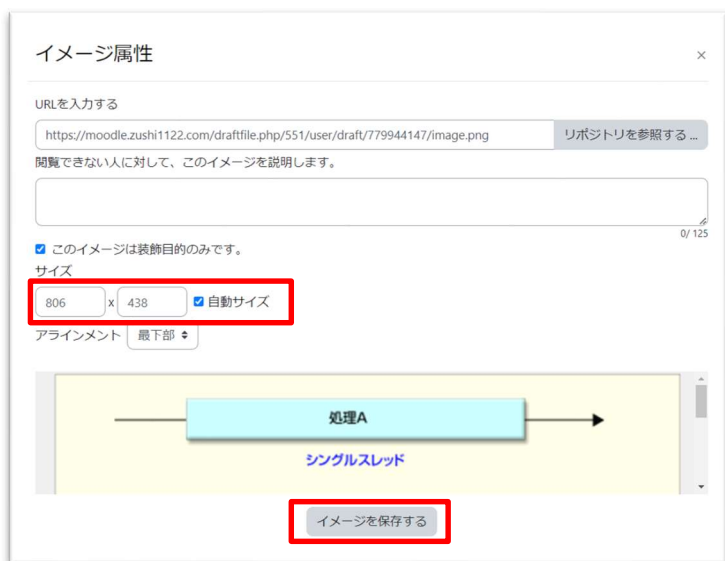 イメージ属性 ×
URLを入力する
https://moodle.zushi1122.com/draftfile.php/551/user/draft/779944147/image.png リポジトリを参照する ...
閲覧できない人に対して、このイメージを説明します。
0/ 125
このイメージは装飾目的のみです。
サイズ
806 x 438 自動サイズ
アラインメント 最下部
処理A
シングルスレッド
イメージを保存する